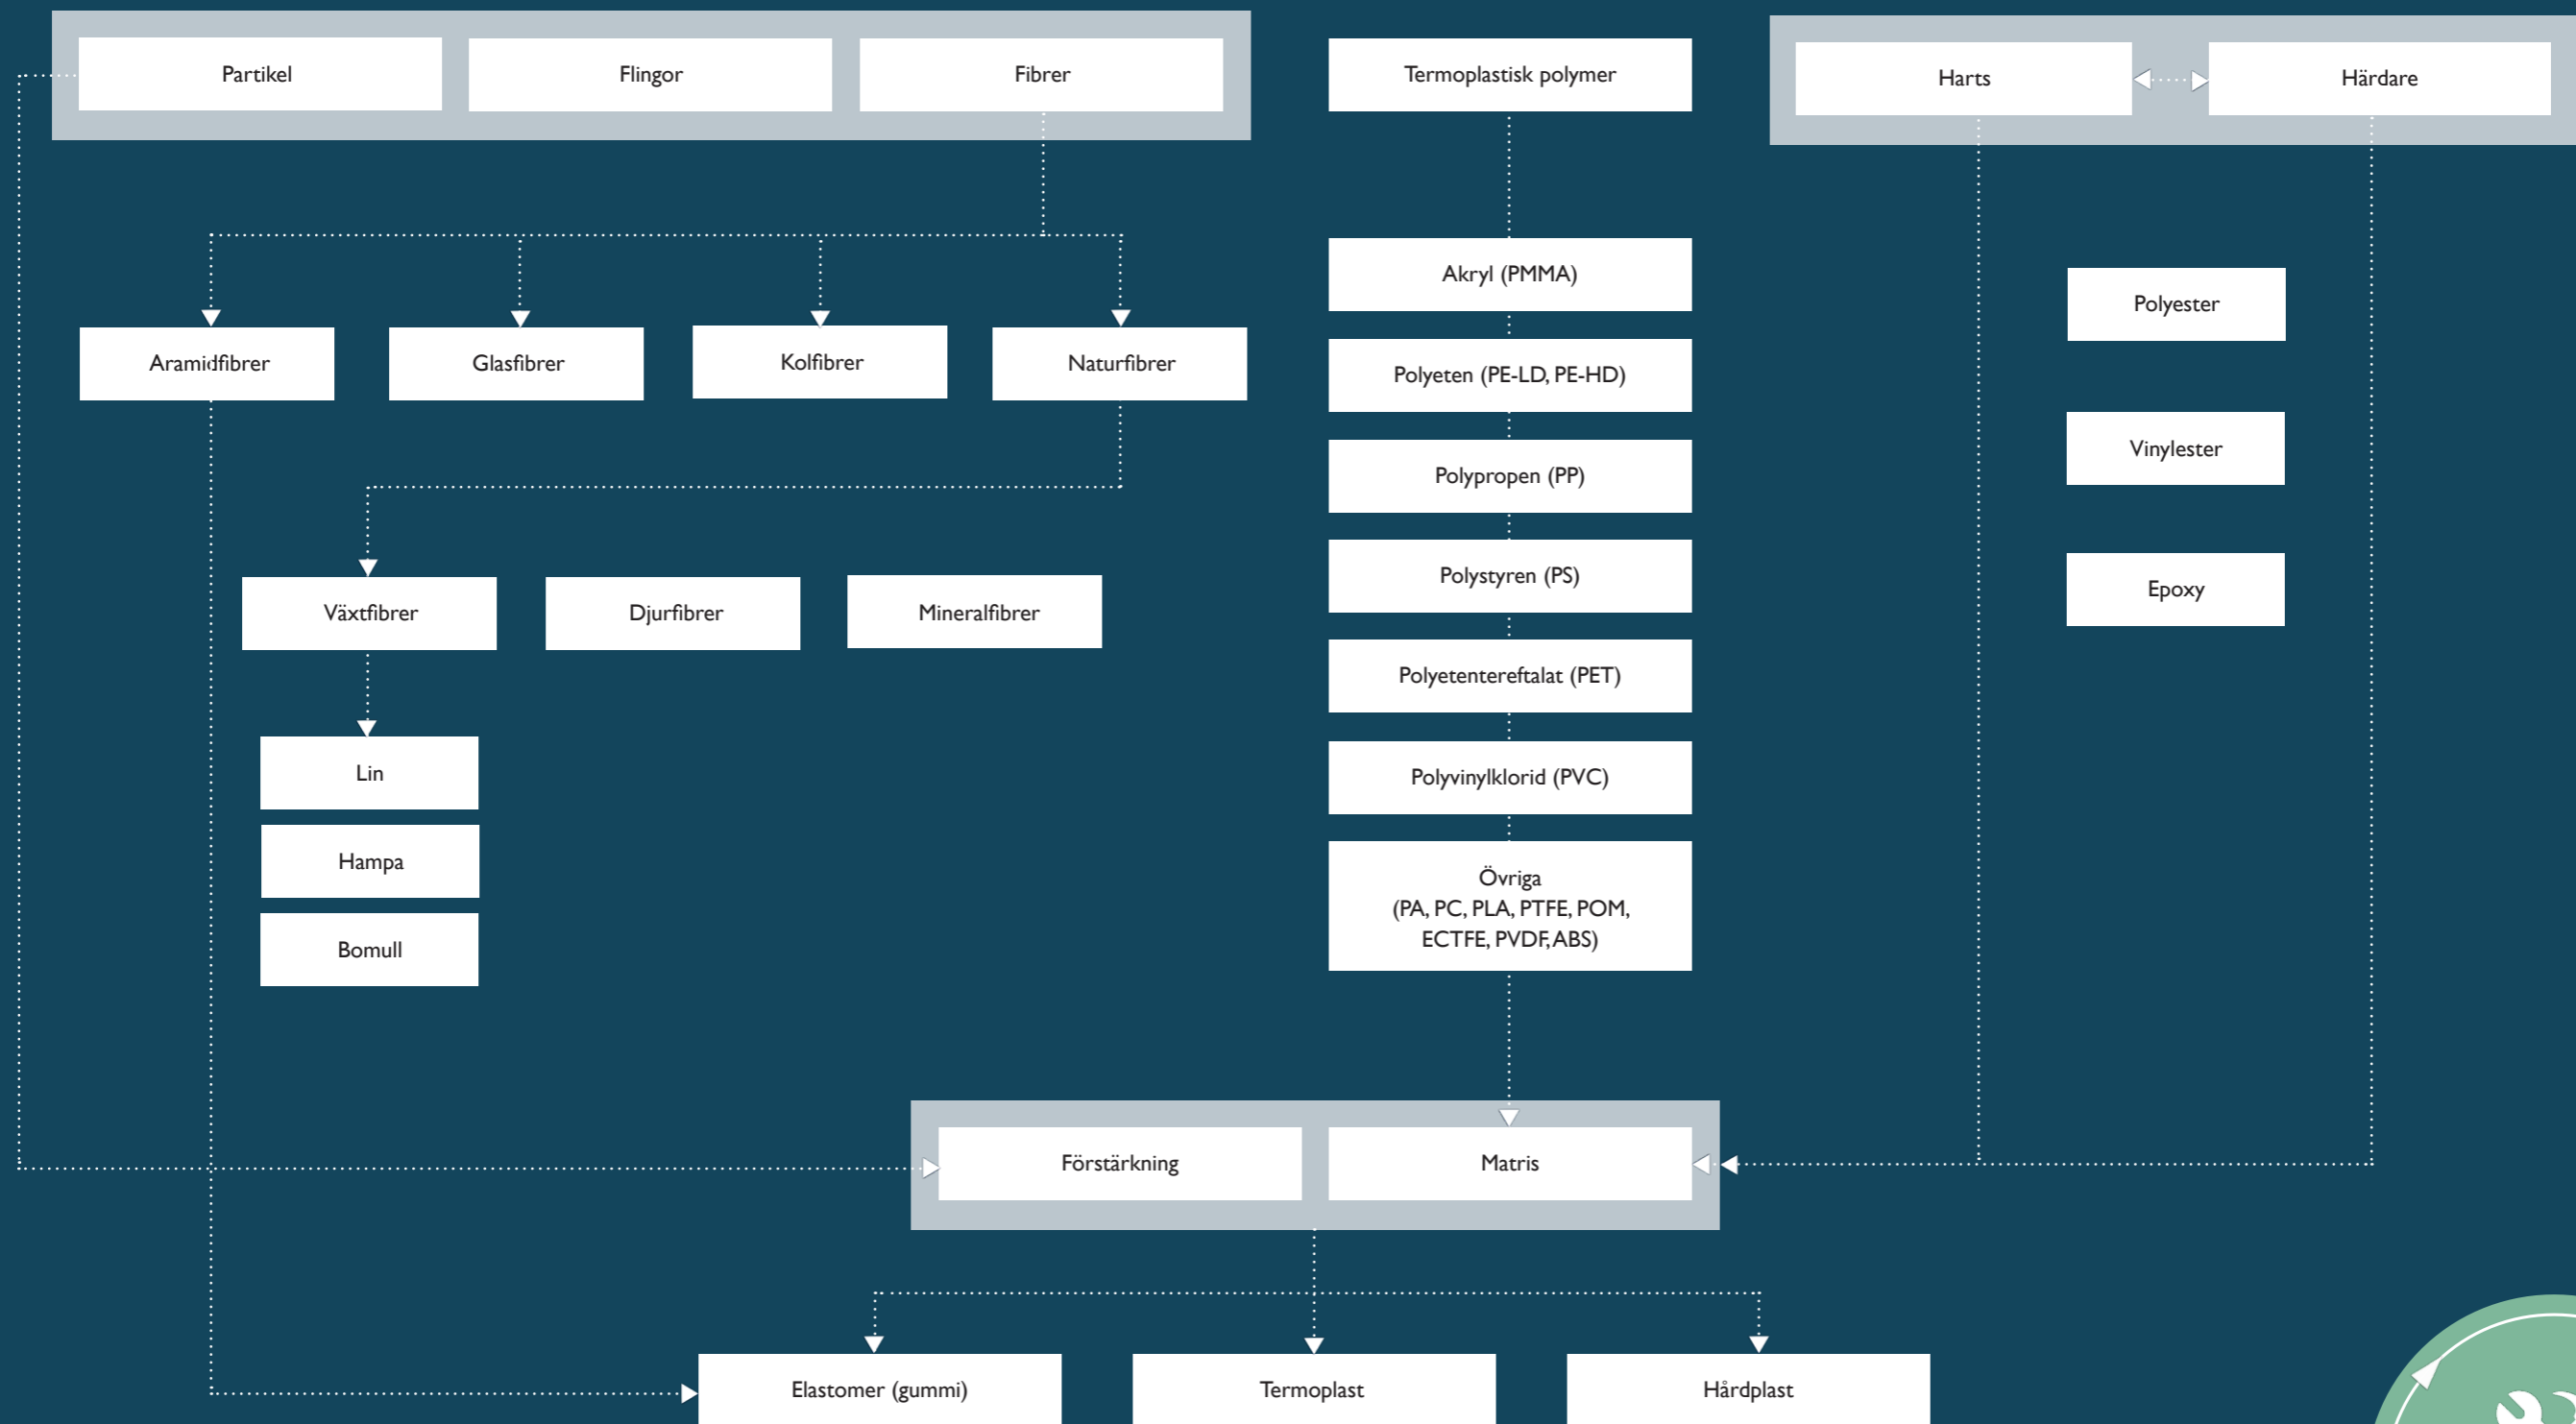 Partikel
Flingor
Fibrer
Termoplastisk polymer
Harts
Härdare
Aramidfibrer
Glasfibrer
Kolfibrer
Naturfibrer
Växtfibrer
Djurfibrer
Mineralfibrer
Lin
Hampa
Bomull
Akryl (PMMA)
Polyeten (PE-LD, PE-HD)
Polypropen (PP)
Polystyren (PS)
Polyetentereftalat (PET)
Polyvinylklorid (PVC)
Övriga
(PA, PC, PLA, PTFE, POM,
ECTFE, PVDF, ABS)
Polyester
Vinylester
Epoxy
Förstärkning
Matris
Elastomer (gummi)
Termoplast
Hårdplast